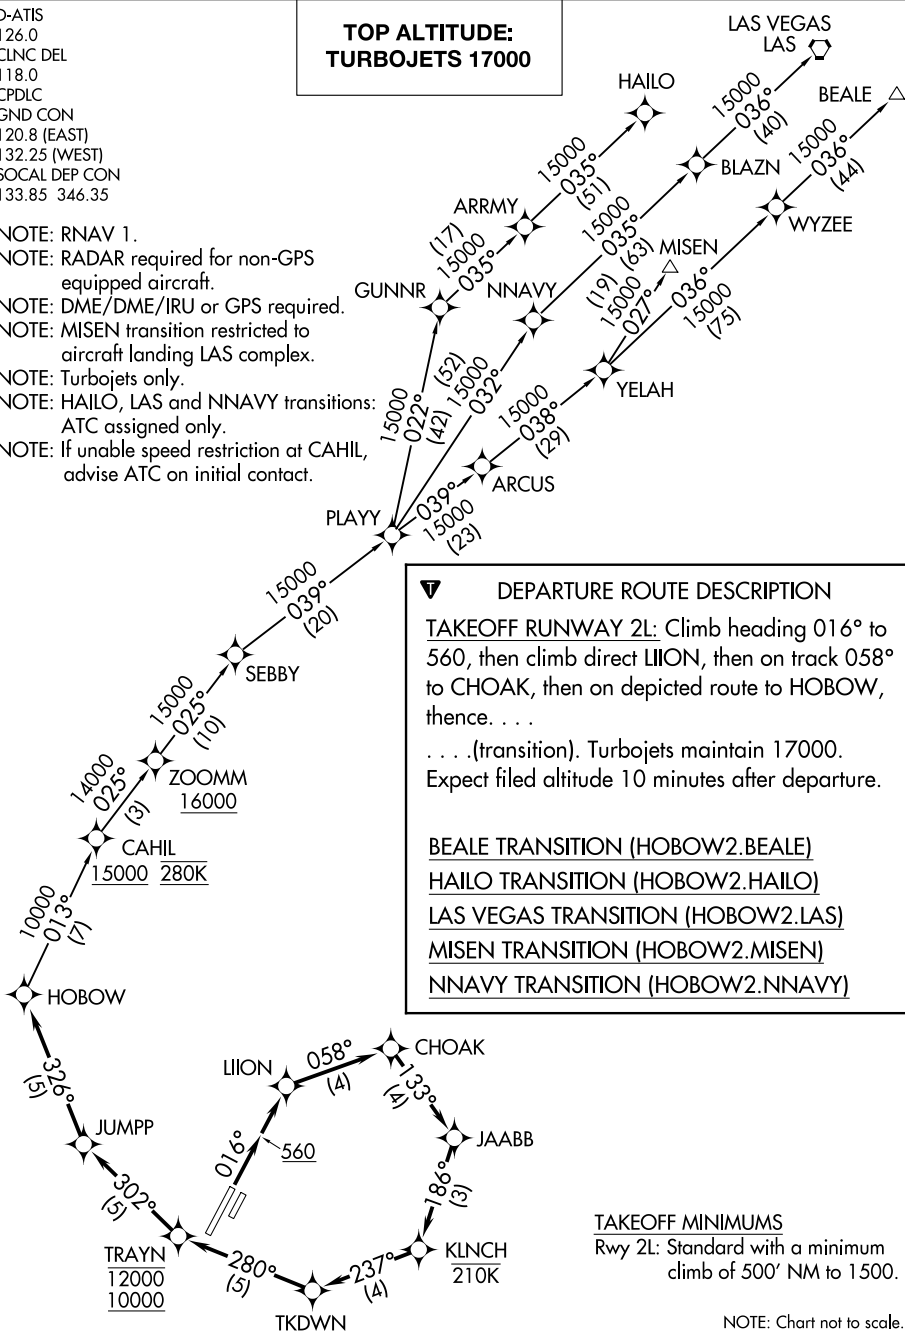 D-ATIS
126.0
CLNC DEL
118.0
CPDLC
GND CON
120.8 (EAST)
132.25 (WEST)
SOCAL DEP CON
133.85 346.35
TOP ALTITUDE:
TURBOJETS 17000
NOTE: RNAV 1.
NOTE: RADAR required for non-GPS
equipped aircraft.
NOTE: DME/DME/IRU or GPS required.
NOTE: MISEN transition restricted to
aircraft landing LAS complex.
NOTE: Turbojets only.
NOTE: HAILO, LAS and NNAVY transitions:
ATC assigned only.
NOTE: If unable speed restriction at CAHIL,
advise ATC on initial contact.
LAS VEGAS
LAS
BEALE
HAILO
15000
036°
(40)
15000
036°
(44)
BLAZN
WYZEE
15000
035°
(51)
ARRMY
15000
035°
(63)
MISEN
(17)
15000
035°
GUNNR
NNAVY
(19)
15000
027°
036°
15000
(75)
YELAH
15000
022°
(42)
(52)
15000
032°
15000
038°
(29)
ARCUS
PLAYY
039°
15000
(23)
15000
039°
(20)
SEBBY
15000
025°
(10)
ZOOMM
16000
14000
025°
(3)
CAHIL
15000 280K
10000
013°
(7)
HOBOW
DEPARTURE ROUTE DESCRIPTION
TAKEOFF RUNWAY 2L: Climb heading 016° to
560, then climb direct LIION, then on track 058°
to CHOAK, then on depicted route to HOBOW,
thence. . . .
. . . .(transition). Turbojets maintain 17000.
Expect filed altitude 10 minutes after departure.
BEALE TRANSITION (HOBOW2.BEALE)
HAILO TRANSITION (HOBOW2.HAILO)
LAS VEGAS TRANSITION (HOBOW2.LAS)
MISEN TRANSITION (HOBOW2.MISEN)
NNAVY TRANSITION (HOBOW2.NNAVY)
326°
(5)
JUMPP
302°
(5)
TRAYN
12000
10000
LIION
058°
(4)
CHOAK
016°
560
133°
(4)
JAABB
186°
(3)
KLNCH
210K
237°
(4)
TKDWN
280°
(5)
TAKEOFF MINIMUMS
Rwy 2L: Standard with a minimum
climb of 500' NM to 1500.
NOTE: Chart not to scale.